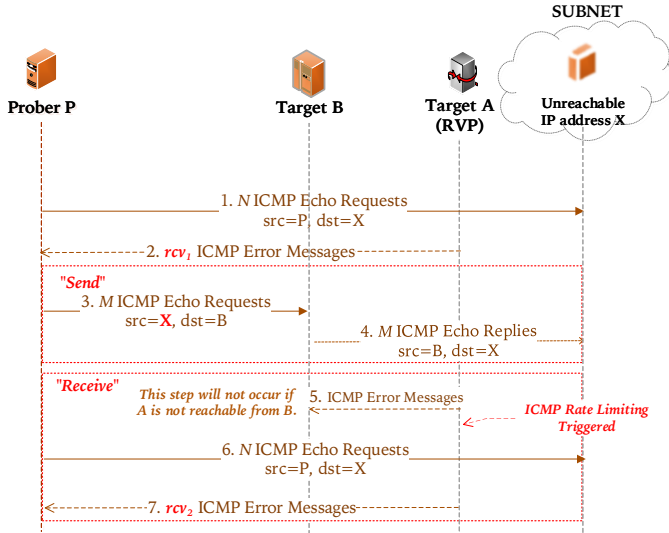 SUBNET
Prober P
Target B
Target A
(RVP)
Unreachable
IP address X
1. N ICMP Echo Requests
src=P, dst=X
2. rcv₁ ICMP Error Messages
"Send"
3. M ICMP Echo Requests
src=X, dst=B
4. M ICMP Echo Replies
src=B, dst=X
"Receive"
This step will not occur if
A is not reachable from B.
5. ICMP Error Messages
ICMP Rate Limiting
Triggered
6. N ICMP Echo Requests
src=P, dst=X
7. rcv₂ ICMP Error Messages